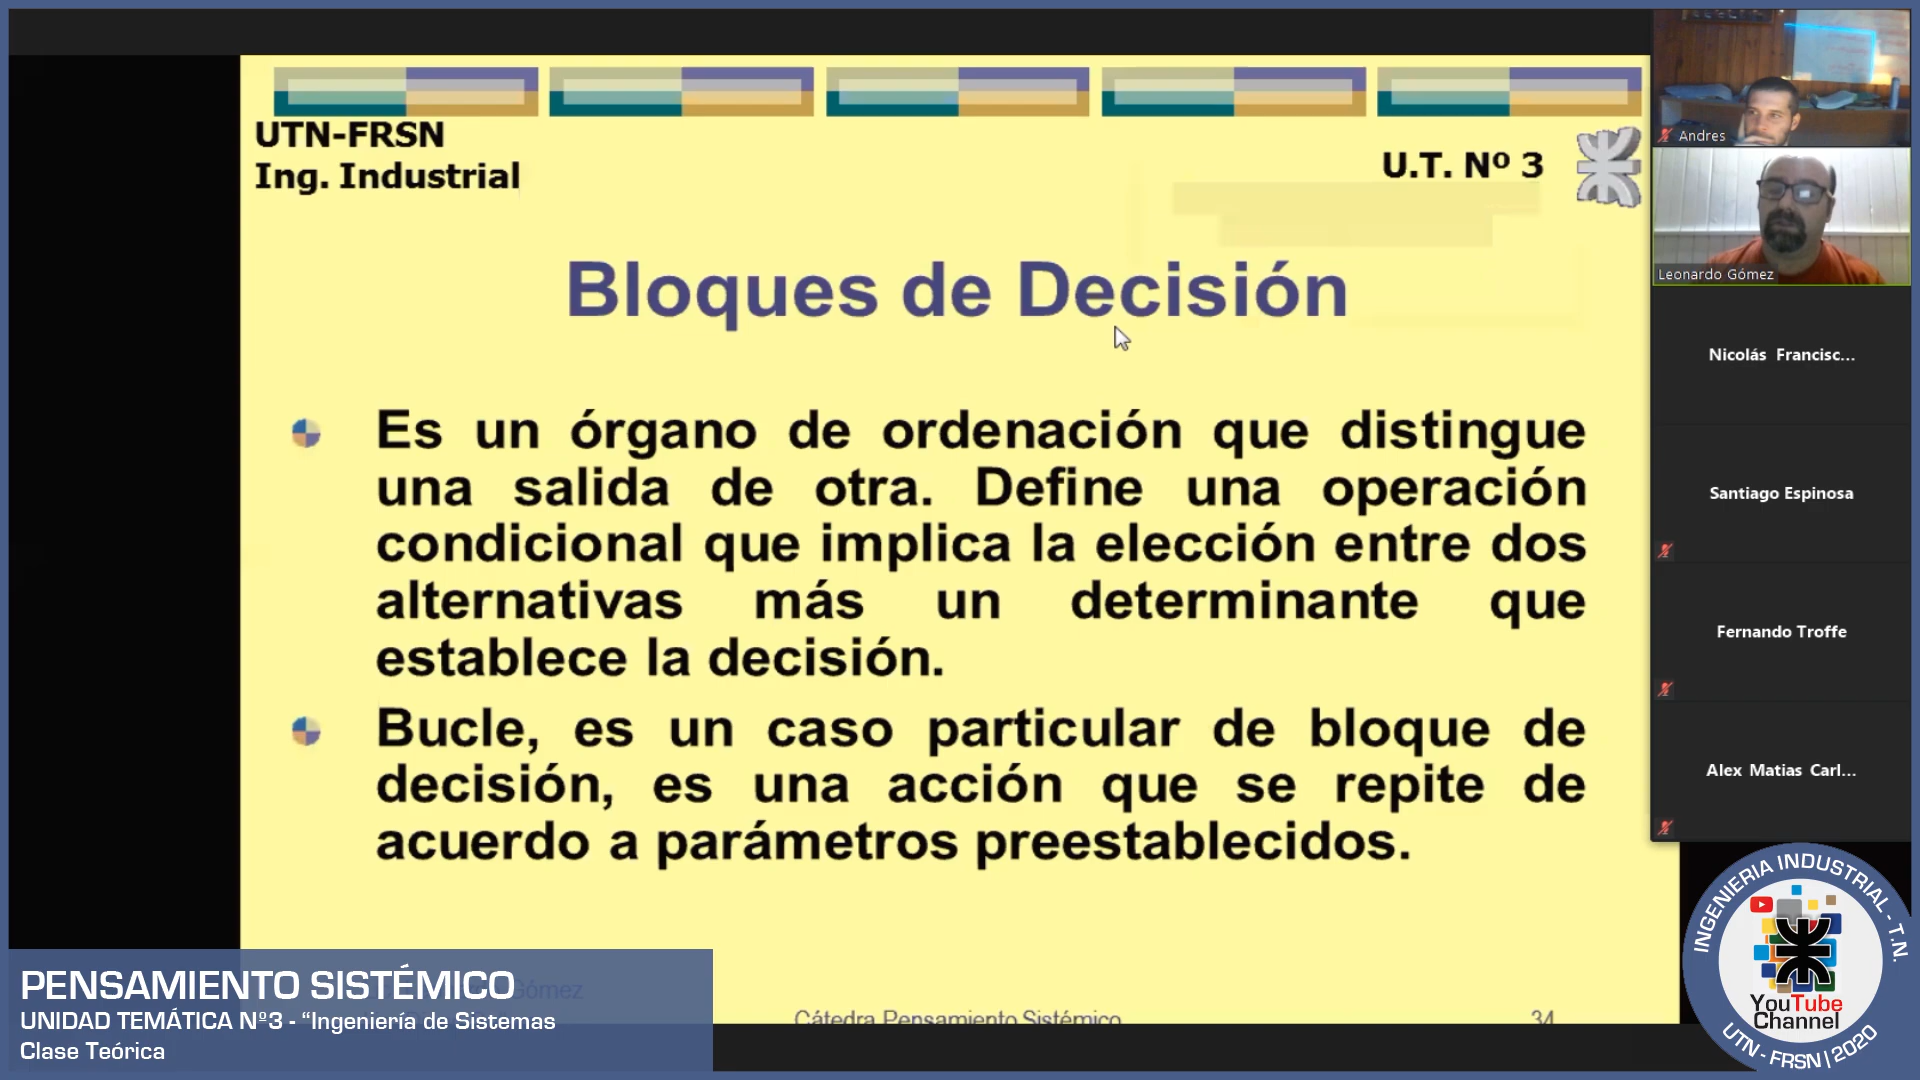 UTN-FRSN
Ing. Industrial
U.T. Nº 3
Bloques de Decisión
Es un órgano de ordenación que distingue
una salida de otra. Define una operación
condicional que implica la elección entre dos
alternativas más un determinante que
establece la decisión.
Bucle, es un caso particular de bloque de
decisión, es una acción que se repite de
acuerdo a parámetros preestablecidos.
Gómez
Cátedra Pensamiento Sistémico
34
Andres
Leonardo Gómez
Nicolás Francisc...
Santiago Espinosa
Fernando Troffe
Alex Matias Carl...
PENSAMIENTO SISTÉMICO
UNIDAD TEMÁTICA Nº3 - “Ingeniería de Sistemas
Clase Teórica
INGENIERIA INDUSTRIAL - T.N.
YouTube
Channel
UTN - FRSN | 2020